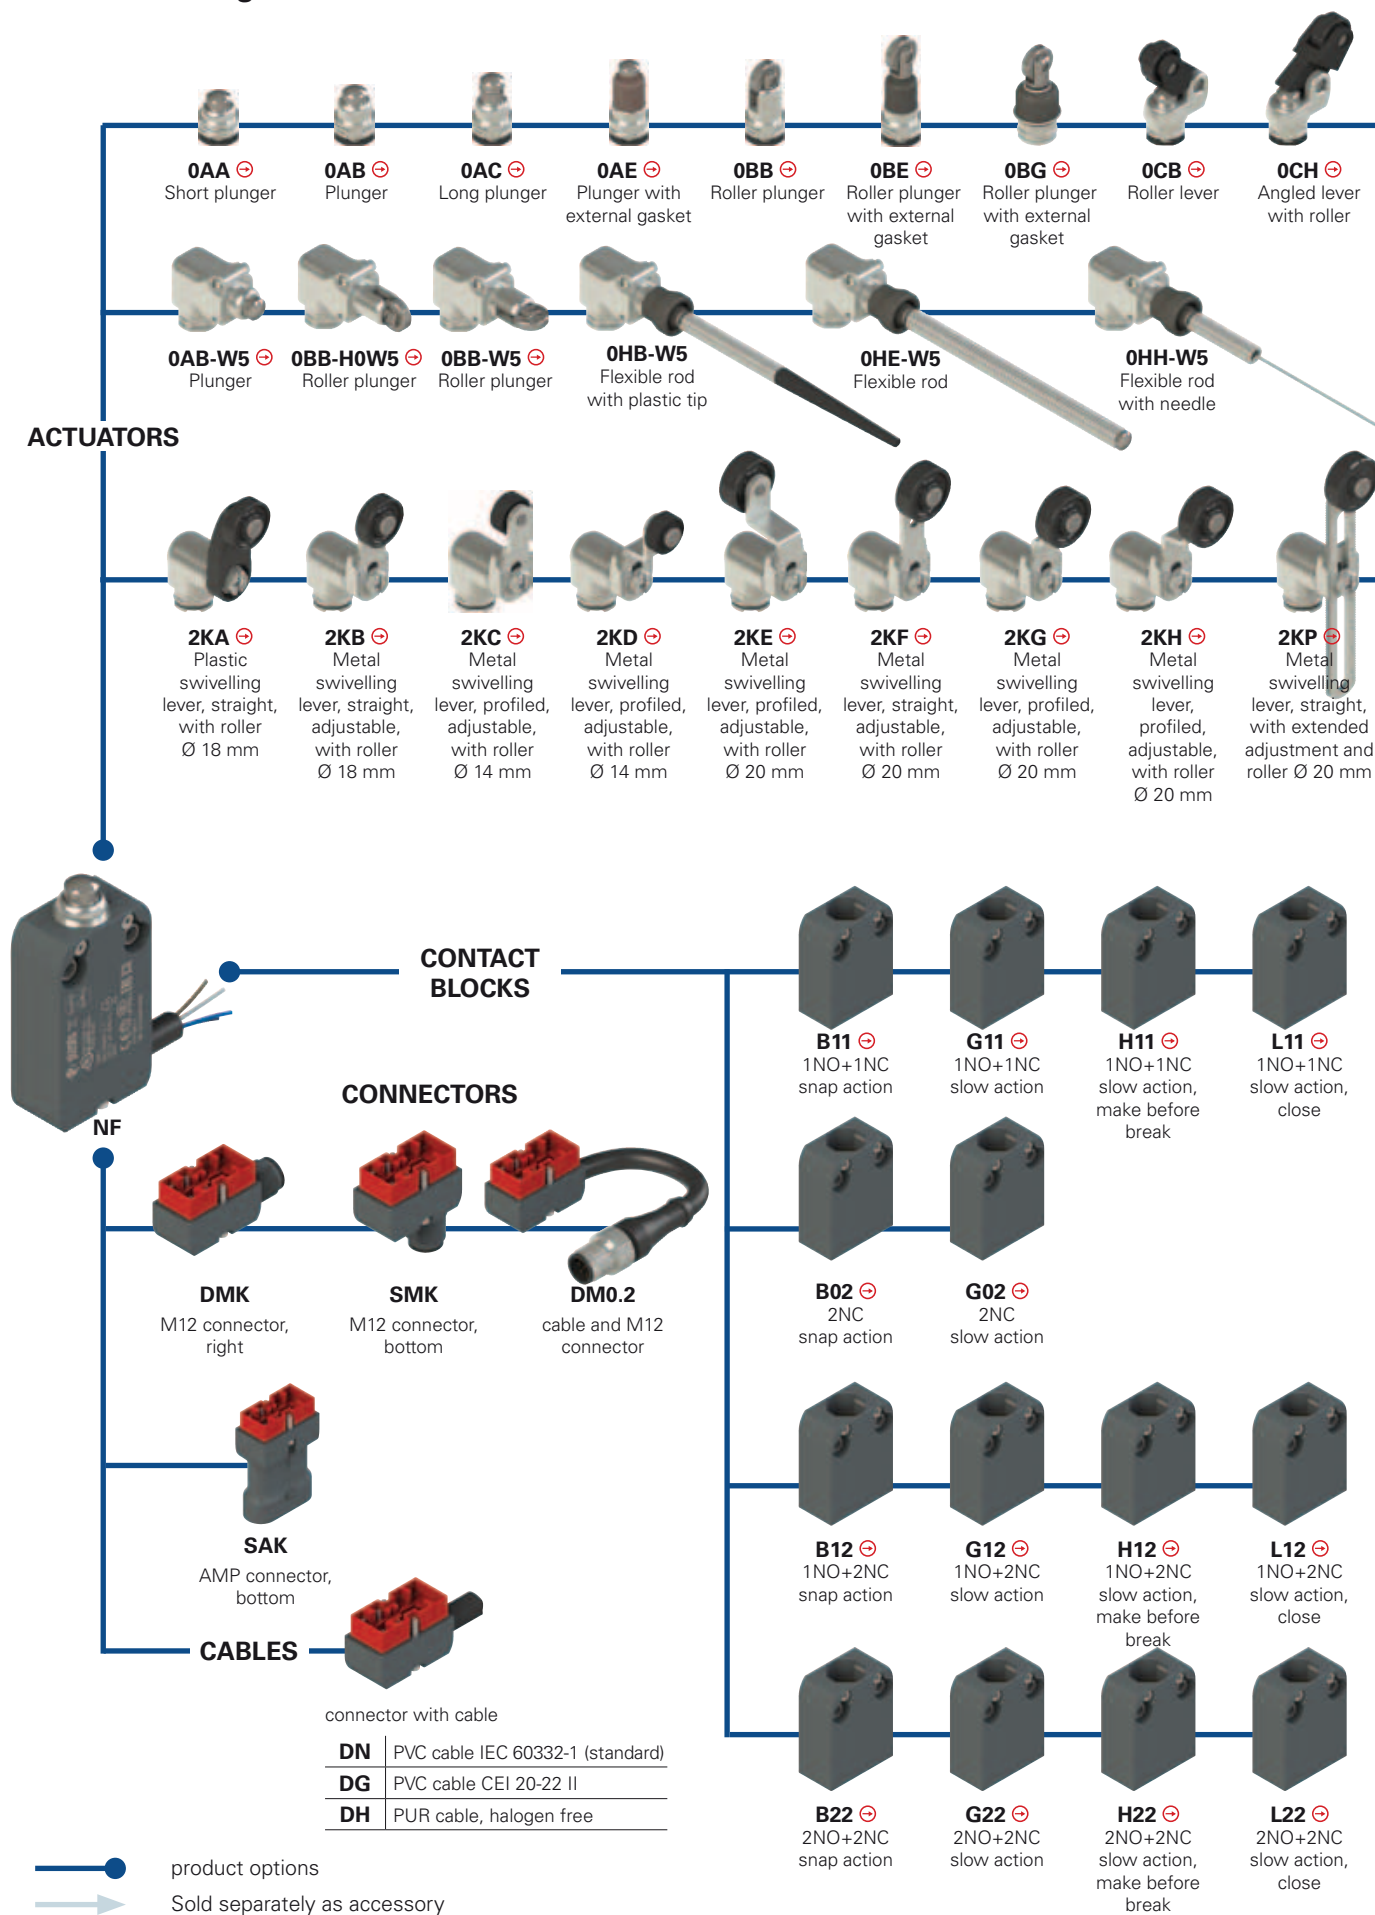 0AA
Short plunger
0AB
Plunger
0AC
Long plunger
0AE
Plunger with
external gasket
0BB
Roller plunger
0BE
Roller plunger
with external
gasket
0BG
Roller plunger
with external
gasket
0CB
Roller lever
0CH
Angled lever
with roller
0AB-W5
Plunger
0BB-H0W5
Roller plunger
0BB-W5
Roller plunger
0HB-W5
Flexible rod
with plastic tip
0HE-W5
Flexible rod
0HH-W5
Flexible rod
with needle
ACTUATORS
2KA
Plastic
swivelling
lever, straight,
with roller
Ø 18 mm
2KB
Metal
swivelling
lever, straight,
adjustable,
with roller
Ø 18 mm
2KC
Metal
swivelling
lever, profiled,
adjustable,
with roller
Ø 14 mm
2KD
Metal
swivelling
lever, profiled,
adjustable,
with roller
Ø 14 mm
2KE
Metal
swivelling
lever, profiled,
adjustable,
with roller
Ø 20 mm
2KF
Metal
swivelling
lever, straight,
adjustable,
with roller
Ø 20 mm
2KG
Metal
swivelling
lever, profiled,
adjustable,
with roller
Ø 20 mm
2KH
Metal
swivelling
lever,
profiled,
adjustable,
with roller
Ø 20 mm
2KP
Metal
swivelling
lever, straight,
with extended
adjustment and
roller Ø 20 mm
CONTACT
BLOCKS
B11
1NO+1NC
snap action
G11
1NO+1NC
slow action
H11
1NO+1NC
slow action,
make before
break
L11
1NO+1NC
slow action,
close
CONNECTORS
NF
DMK
M12 connector,
right
SMK
M12 connector,
bottom
DM0.2
cable and M12
connector
B02
2NC
snap action
G02
2NC
slow action
SAK
AMP connector,
bottom
B12
1NO+2NC
snap action
G12
1NO+2NC
slow action
H12
1NO+2NC
slow action,
make before
break
L12
1NO+2NC
slow action,
close
CABLES
connector with cable
DN PVC cable IEC 60332-1 (standard)
DG PVC cable CEI 20-22 II
DH PUR cable, halogen free
B22
2NO+2NC
snap action
G22
2NO+2NC
slow action
H22
2NO+2NC
slow action,
make before
break
L22
2NO+2NC
slow action,
close
product options
Sold separately as accessory